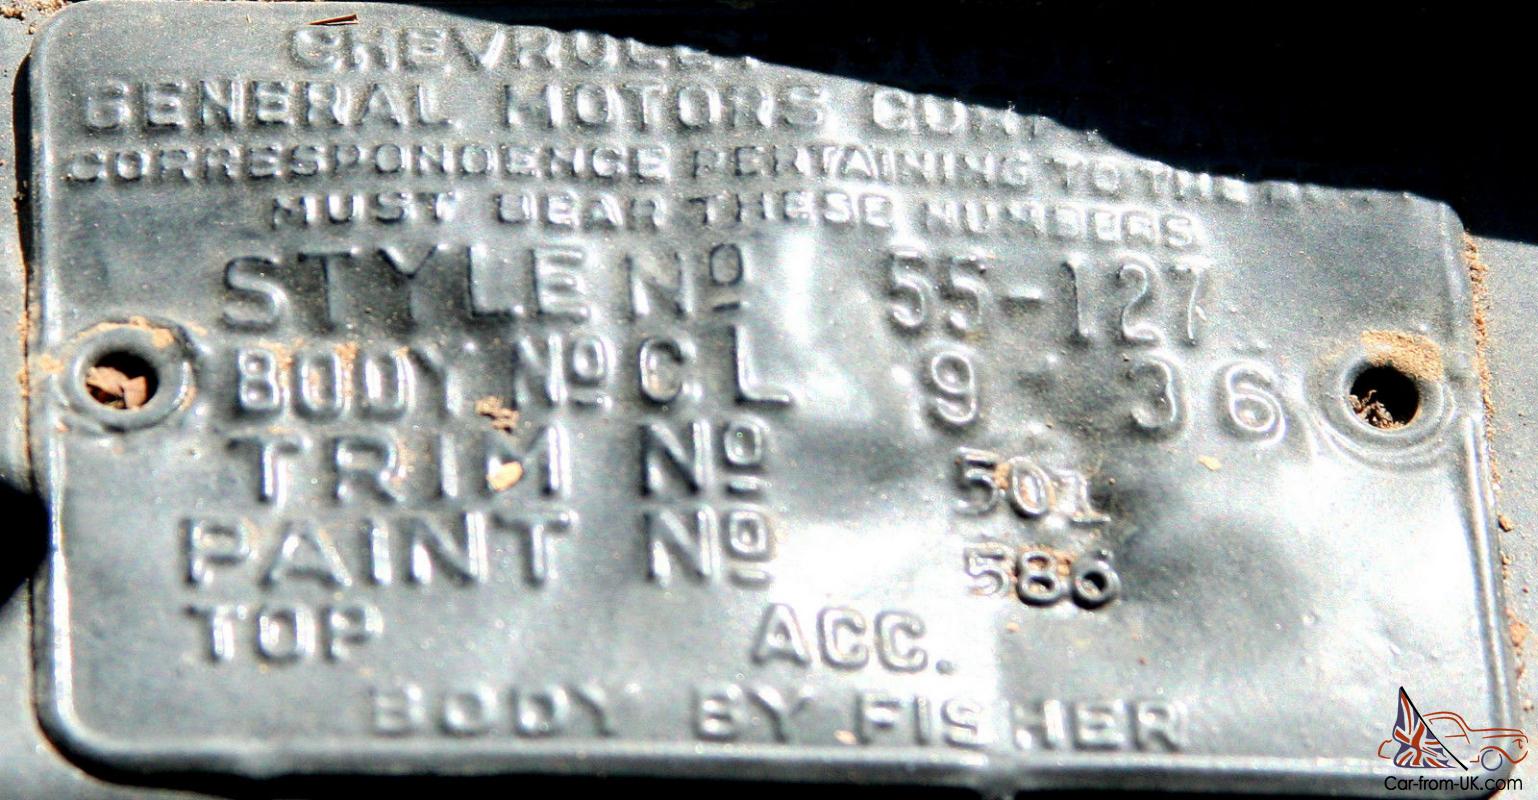 CHEVROLET
GENERAL MOTORS
CORRESPONDENCE PERTAINING TO THE
MUST BEAR THESE NUMBERS
STYLE Nº 55-127
BODY Nº C L 9 36
TRIM Nº 501
PAINT Nº 586
TOP ACC.
BODY BY FISHER
Car-from-UK.com